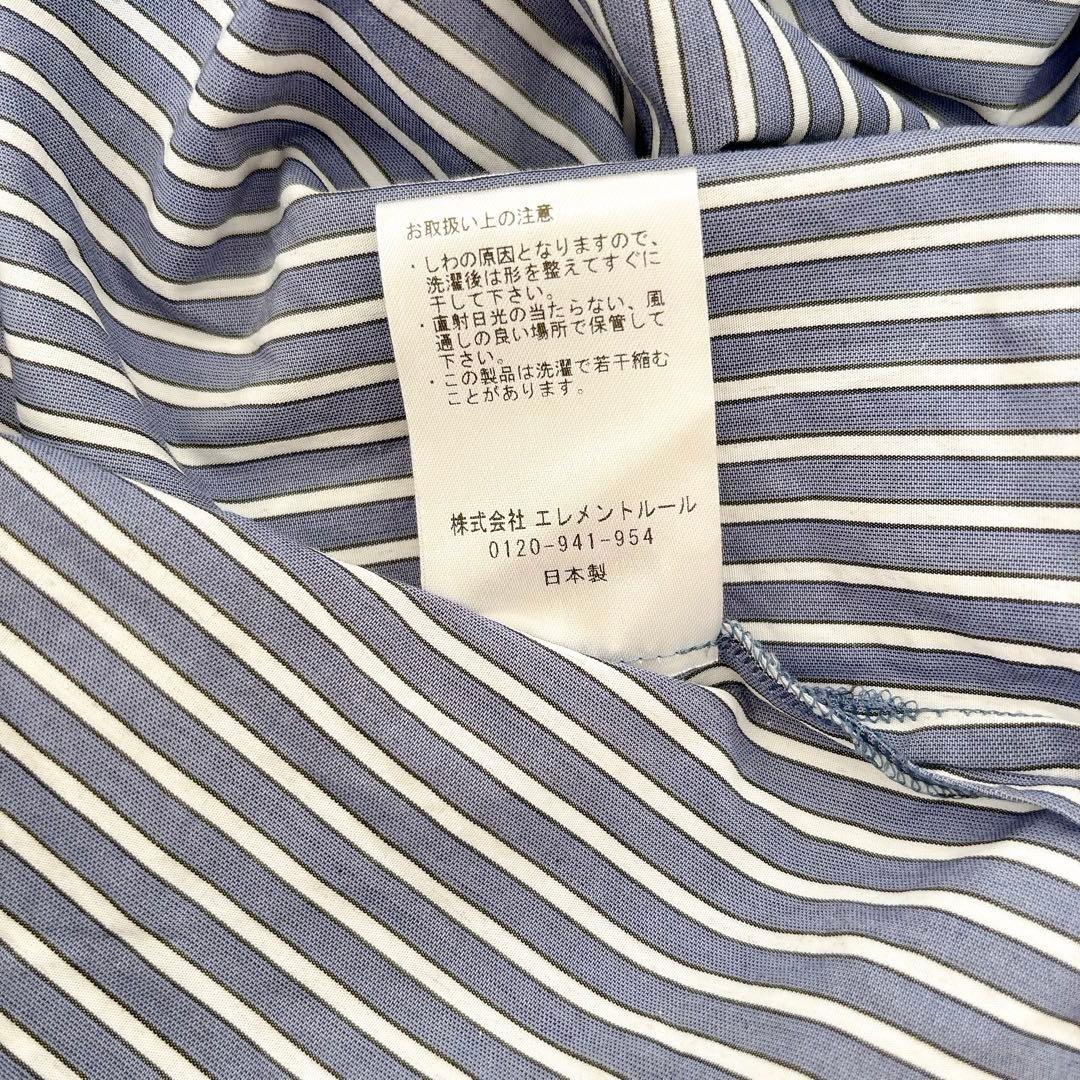 お取扱い上の注意
・しわの原因となりますので、
洗濯後は形を整えてすぐに
干して下さい。
・直射日光の当たらない、風
通しの良い場所で保管して
下さい。
・この製品は洗濯で若干縮む
ことがあります。
株式会社 エレメントルール
0120-941-954
日本製